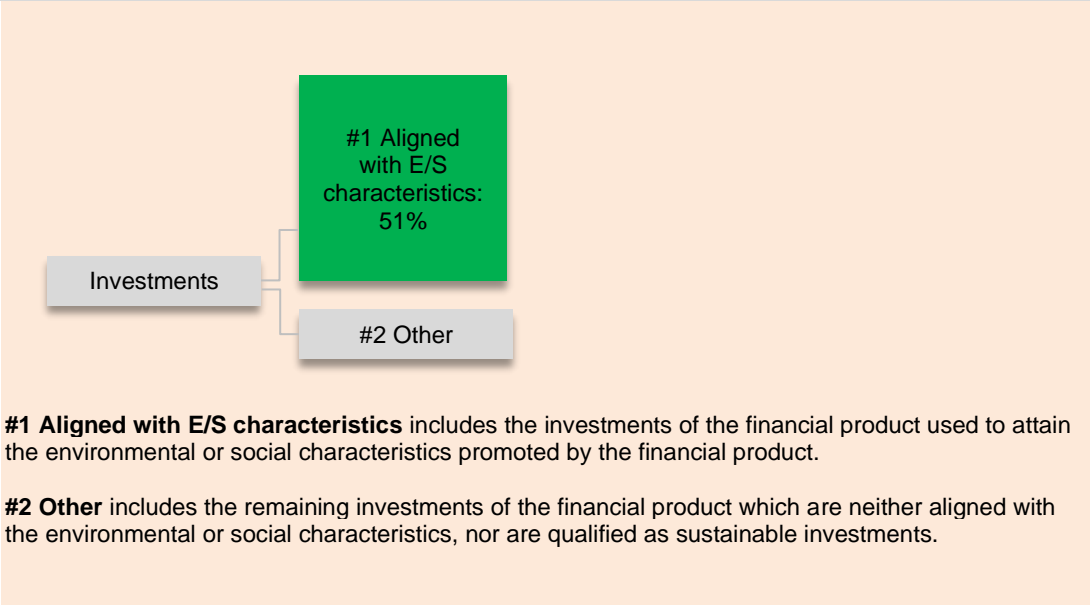 #1 Aligned
with E/S
characteristics:
51%
Investments
#2 Other
#1 Aligned with E/S characteristics includes the investments of the financial product used to attain
the environmental or social characteristics promoted by the financial product.
#2 Other includes the remaining investments of the financial product which are neither aligned with
the environmental or social characteristics, nor are qualified as sustainable investments.